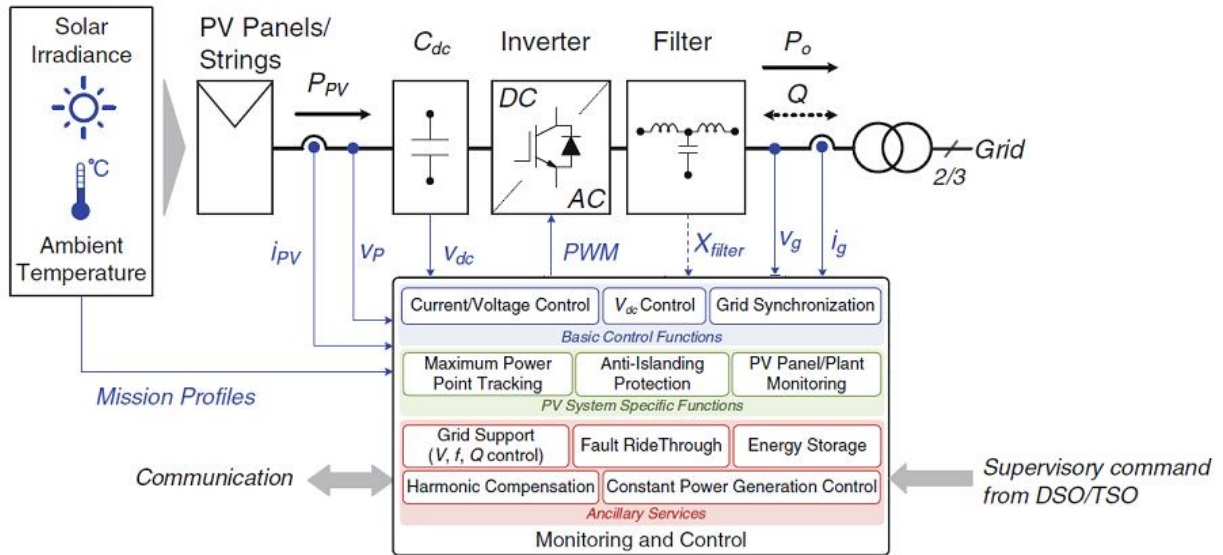 Solar
Irradiance
°C
Ambient
Temperature
PV Panels/
Strings
P_PV
C_dc
Inverter
DC
AC
Filter
P_o
Q
Grid
2/3
i_PV
v_P
v_dc
PWM
X_filter
v_g
i_g
Mission Profiles
Current/Voltage Control
V_dc Control
Grid Synchronization
Basic Control Functions
Maximum Power
Point Tracking
Anti-Islanding
Protection
PV Panel/Plant
Monitoring
PV System Specific Functions
Grid Support
(V, f, Q control)
Fault RideThrough
Energy Storage
Harmonic Compensation
Constant Power Generation Control
Ancillary Services
Monitoring and Control
Communication
Supervisory command
from DSO/TSO